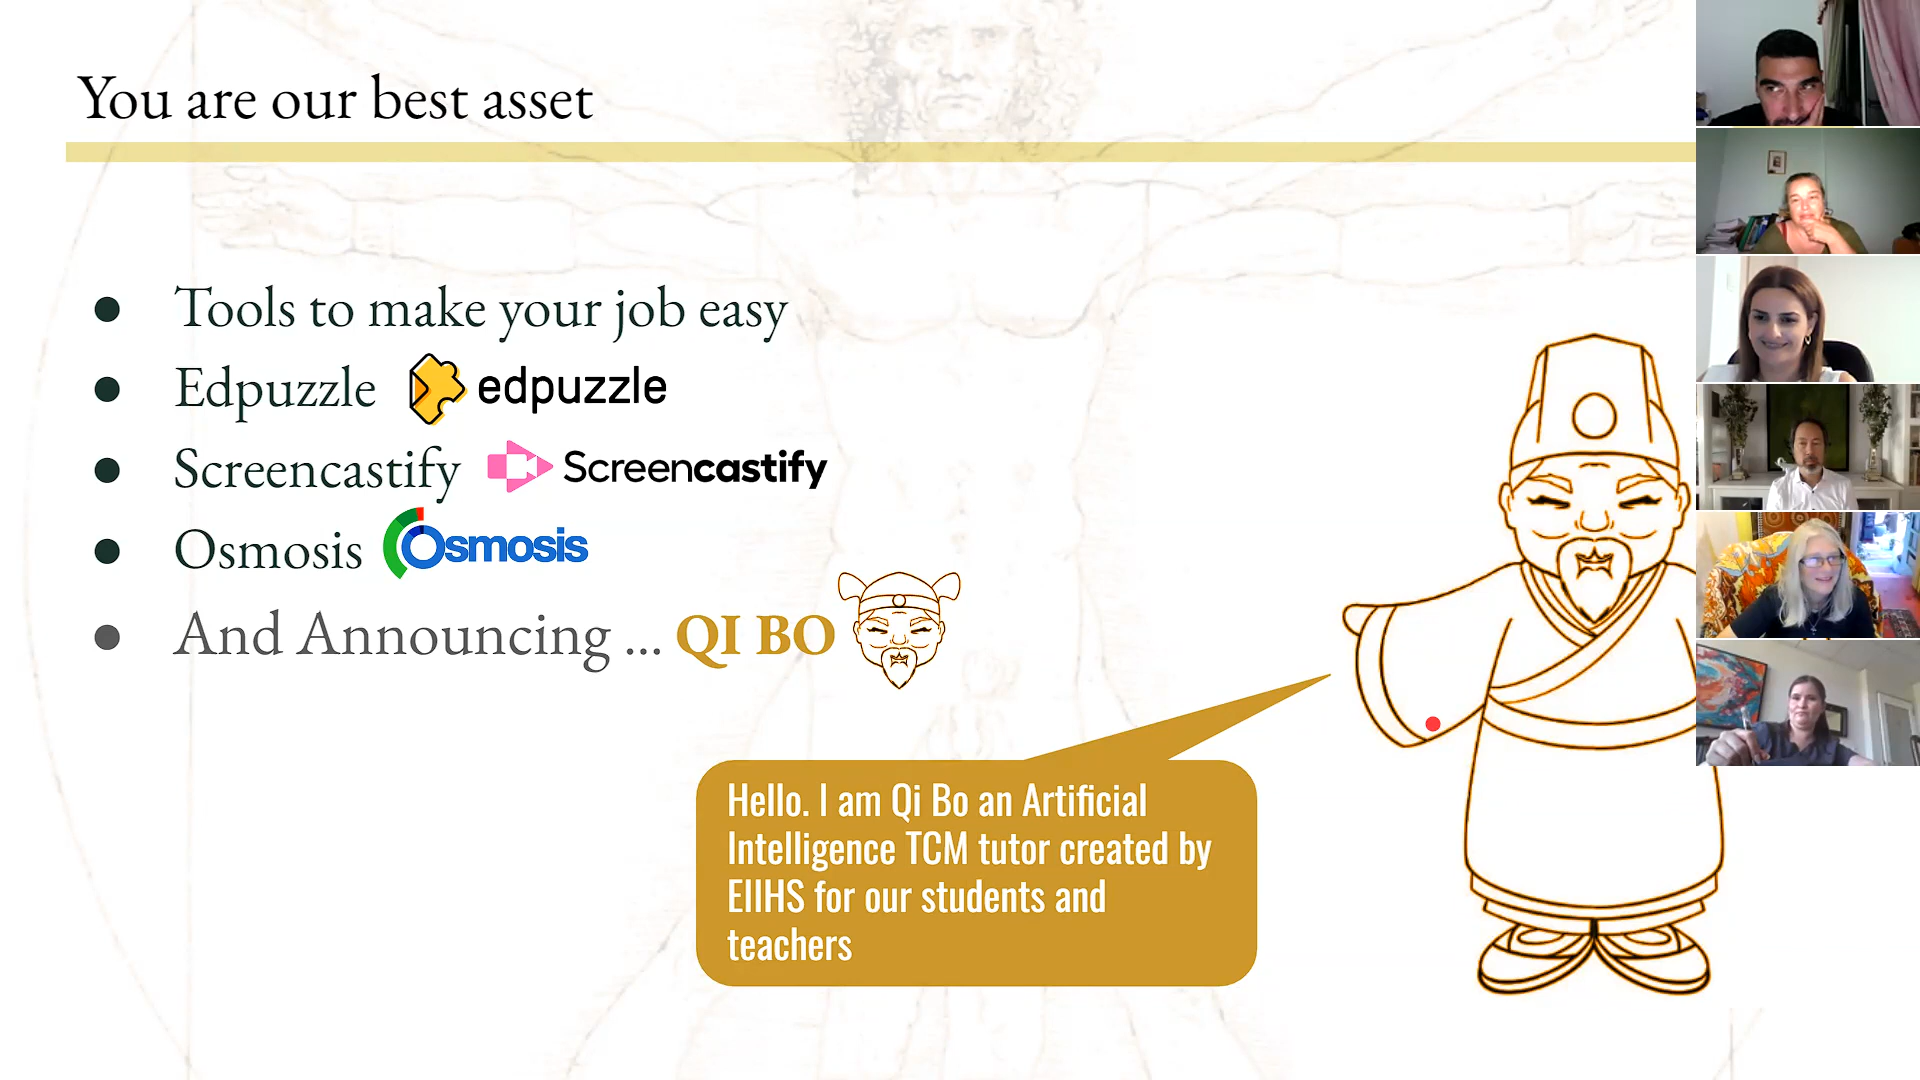 You are our best asset
● Tools to make your job easy
● Edpuzzle edpuzzle
● Screencastify Screencastify
● Osmosis Osmosis
● And Announcing ... QI BO
Hello. I am Qi Bo an Artificial
Intelligence TCM tutor created by
EIIHS for our students and
teachers